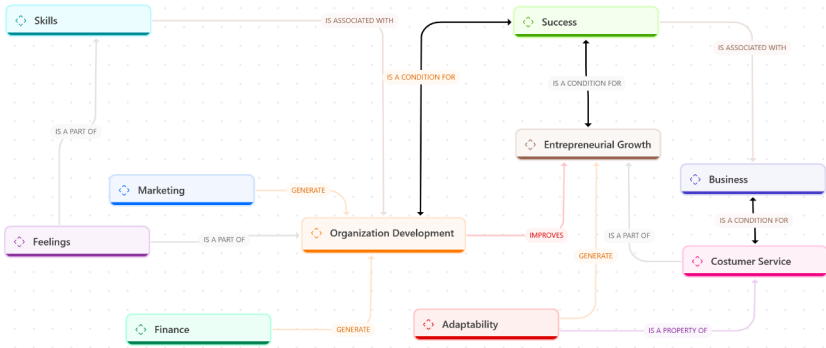 Skills
IS ASSOCIATED WITH
Success
IS ASSOCIATED WITH
IS A CONDITION FOR
IS A CONDITION FOR
IS A PART OF
Entrepreneurial Growth
Marketing
GENERATE
Business
IS A CONDITION FOR
Feelings
IS A PART OF
Organization Development
IMPROVES
IS A PART OF
GENERATE
Costumer Service
Finance
GENERATE
Adaptability
IS A PROPERTY OF